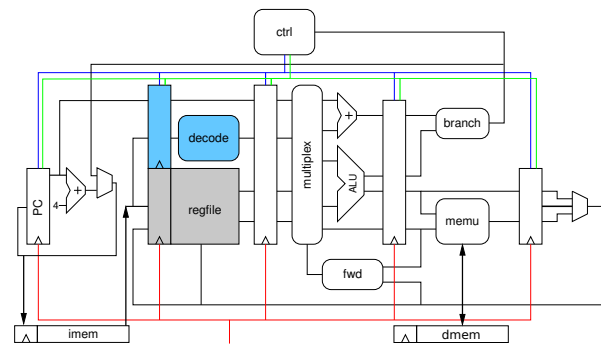 ctrl
decode
multiplex
+
branch
PC
+
4
regfile
ALU
memu
fwd
imem
dmem